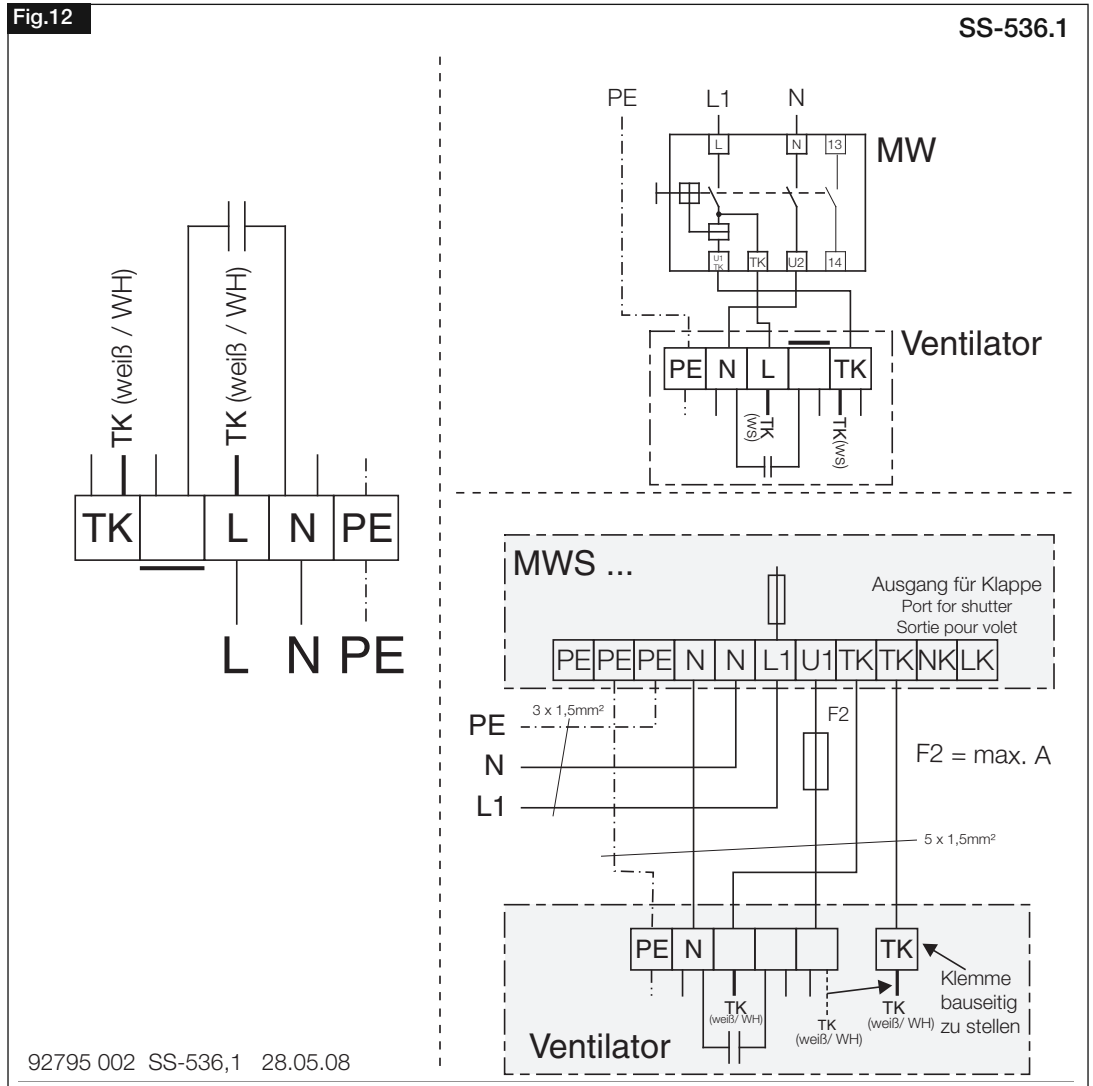 Fig.12
SS-536.1
TK (weiß / WH)
TK (weiß / WH)
TK L N PE
L N PE
PE L1 N
MW
L N 13
U1 TK TK U2 14
Ventilator
PE N L TK
TK (ws)
TK(ws)
MWS ...
Ausgang für Klappe
Port for shutter
Sortie pour volet
PE PE PE N N L1 U1 TK TK NK LK
3 x 1,5mm²
PE
N
L1
F2
F2 = max. A
5 x 1,5mm²
PE N TK
TK
(weiß/ WH)
TK
(weiß/ WH)
TK
(weiß/ WH)
Klemme
bauseitig
zu stellen
Ventilator
92795 002 SS-536,1 28.05.08